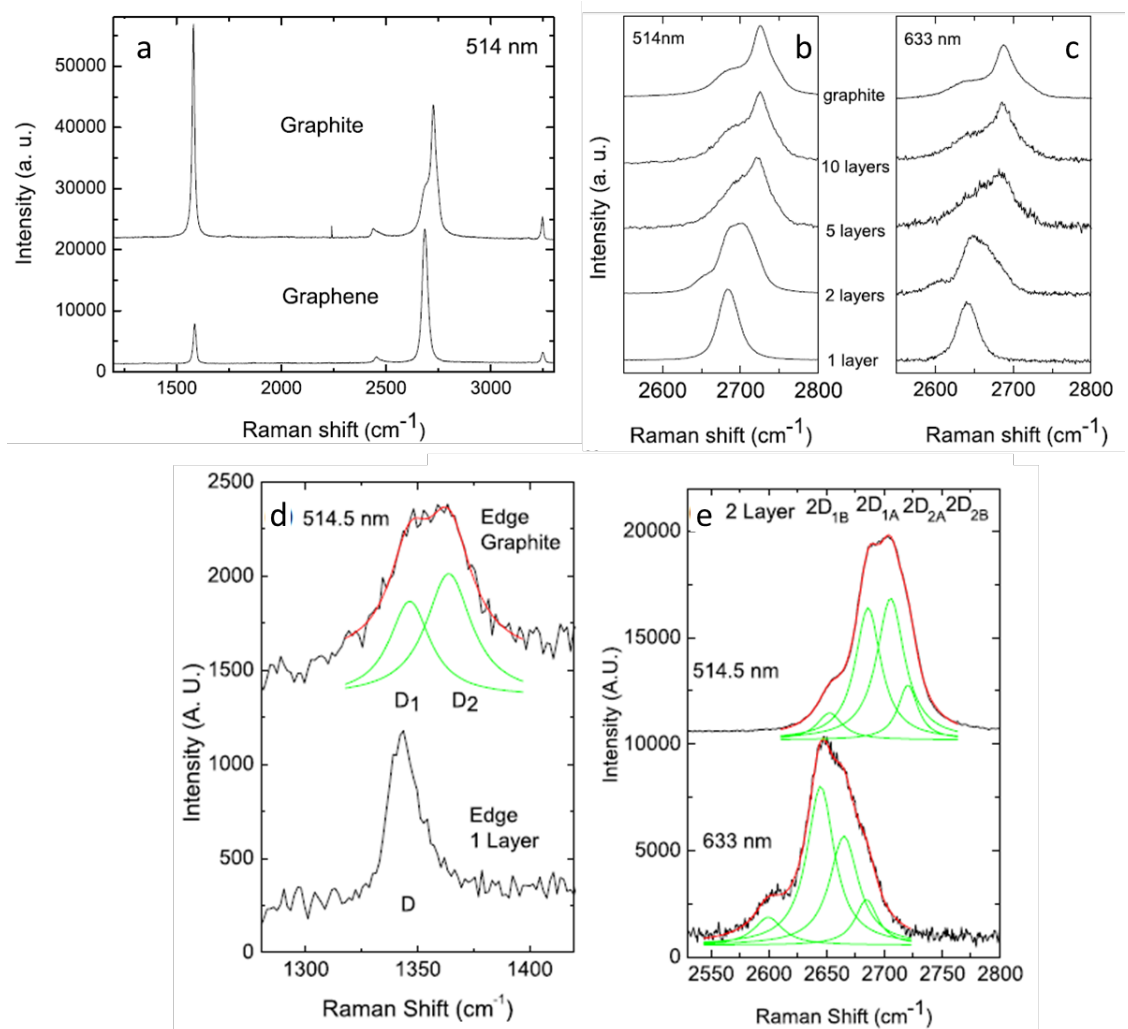 a
514 nm
Graphite
Graphene
50000
40000
30000
20000
10000
0
Intensity (a. u.)
1500
2000
2500
3000
Raman shift (cm-1)
514nm
b
633 nm
c
graphite
10 layers
5 layers
2 layers
1 layer
Intensity (a. u.)
2600
2700
2800
2600
2700
2800
Raman shift (cm-1)
Raman shift (cm-1)
d
514.5 nm
Edge
Graphite
D1
D2
Edge
1 Layer
D
2500
2000
1500
1000
500
0
Intensity (A. U.)
1300
1350
1400
Raman Shift (cm-1)
e
2 Layer
2D1B
2D1A
2D2A
2D2B
514.5 nm
633 nm
20000
15000
10000
5000
0
Intensity (A.U.)
2550
2600
2650
2700
2750
2800
Raman Shift (cm-1)